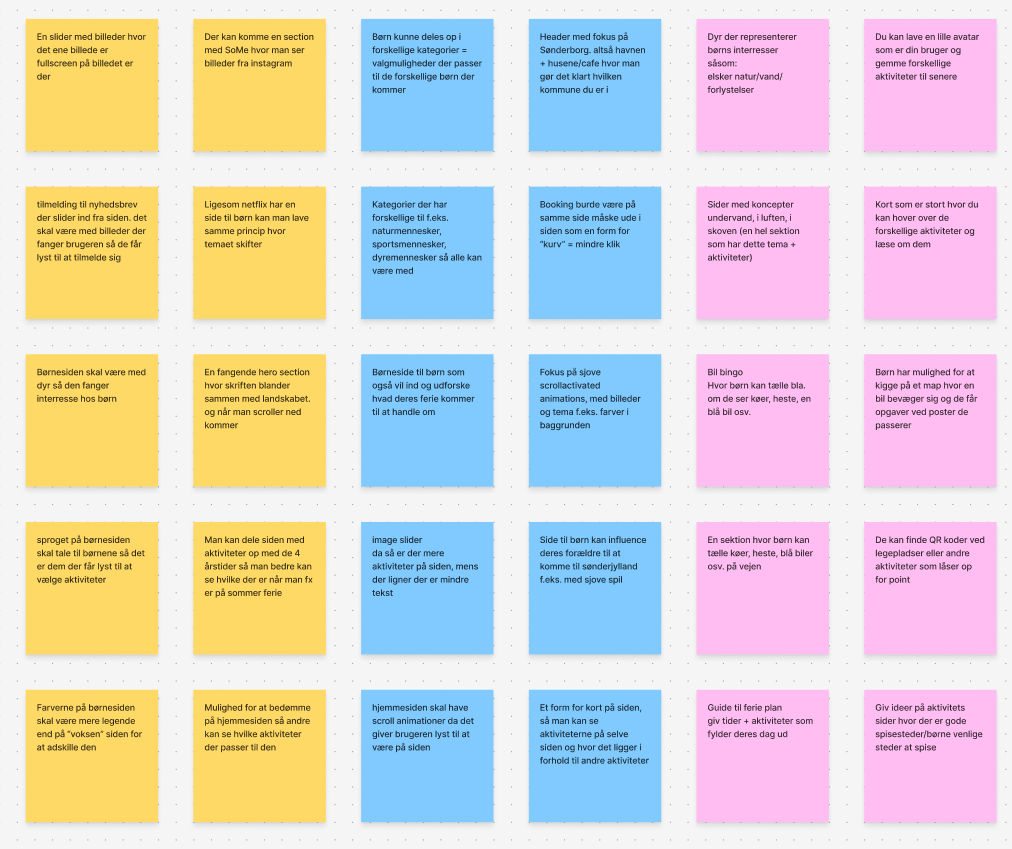 En slider med billeder hvor
det ene billede er
fullscreen på billedet er
der
Der kan komme en section
med SoMe hvor man ser
billeder fra instagram
Børn kunne deles op i
forskellige kategorier =
valgmuligheder der passer
til de forskellige børn der
kommer
Header med fokus på
Sønderborg. altså havnen
+ husene/cafe hvor man
gør det klart hvilken
kommune du er i
Dyr der representerer
børns interresser
såsom:
elsker natur/vand/
forlystelser
Du kan lave en lille avatar
som er din bruger og
gemme forskellige
aktiviteter til senere
tilmelding til nyhedsbrev
der slider ind fra siden. det
skal være med billeder der
fanger brugeren så de får
lyst til at tilmelde sig
Ligesom netflix har en
side til børn kan man lave
samme princip hvor
temaet skifter
Kategorier der har
forskellige til f.eks.
naturmennesker,
sportsmennesker,
dyremennesker så alle kan
være med
Booking burde være på
samme side måske ude i
siden som en form for
"kurv" = mindre klik
Sider med koncepter
undervand, i luften, i
skoven (en hel sektion
som har dette tema +
aktiviteter)
Kort som er stort hvor du
kan hover over de
forskellige aktiviteter og
læse om dem
Børnesiden skal være med
dyr så den fanger
interresse hos børn
En fangende hero section
hvor skriften blander
sammen med landskabet.
og når man scroller ned
kommer
Børneside til børn som
også vil ind og udforske
hvad deres ferie kommer
til at handle om
Fokus på sjove
scrollactivated
animations, med billeder
og tema f.eks. farver i
baggrunden
Bil bingo
Hvor børn kan tælle bla.
om de ser køer, heste, en
blå bil osv.
Børn har mulighed for at
kigge på et map hvor en
bil bevæger sig og de får
opgaver ved poster de
passerer
sproget på børnesiden
skal tale til børnene så det
er dem der får lyst til at
vælge aktiviteter
Man kan dele siden med
aktiviteter op med de 4
årstider så man bedre kan
se hvilke der er når man fx
er på sommer ferie
image slider
da så er der mere
aktiviteter på siden, mens
der ligner der er mindre
tekst
Side til børn kan influence
deres forældre til at
komme til sønderjylland
f.eks. med sjove spil
En sektion hvor børn kan
tælle køer, heste, blå biler
osv. på vejen
De kan finde QR koder ved
legepladser eller andre
aktiviteter som låser op
for point
Farverne på børnesiden
skal være mere legende
end på "voksen" siden for
at adskille den
Mulighed for at bedømme
på hjemmesiden så andre
kan se hvilke aktiviteter
der passer til den
hjemmesiden skal have
scroll animationer da det
giver brugeren lyst til at
være på siden
Et form for kort på siden,
så man kan se
aktiviteterne på selve
siden og hvor det ligger i
forhold til andre aktiviteter
Guide til ferie plan
giv tider + aktiviteter som
fylder deres dag ud
Giv ideer på aktivitets
sider hvor der er gode
spisesteder/børne venlige
steder at spise